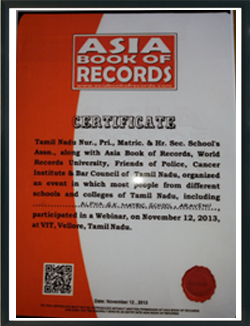 ASIA
BOOK OF
RECORDS
CERTIFICATE
Tamil Nadu Nur., Pri., Matric. & Hr. Sec. School's
Assn., along with Asia Book of Records, World
Records University, Friends of Police, Cancer
Institute & Bar Council of Tamil Nadu, organized
an event in which most people from different
schools and colleges of Tamil Nadu, including
MATRIC SCHOOL,
participated in a Webinar, on November 12, 2013,
at VIT, Vellore, Tamil Nadu.
Date: November 12, 2013